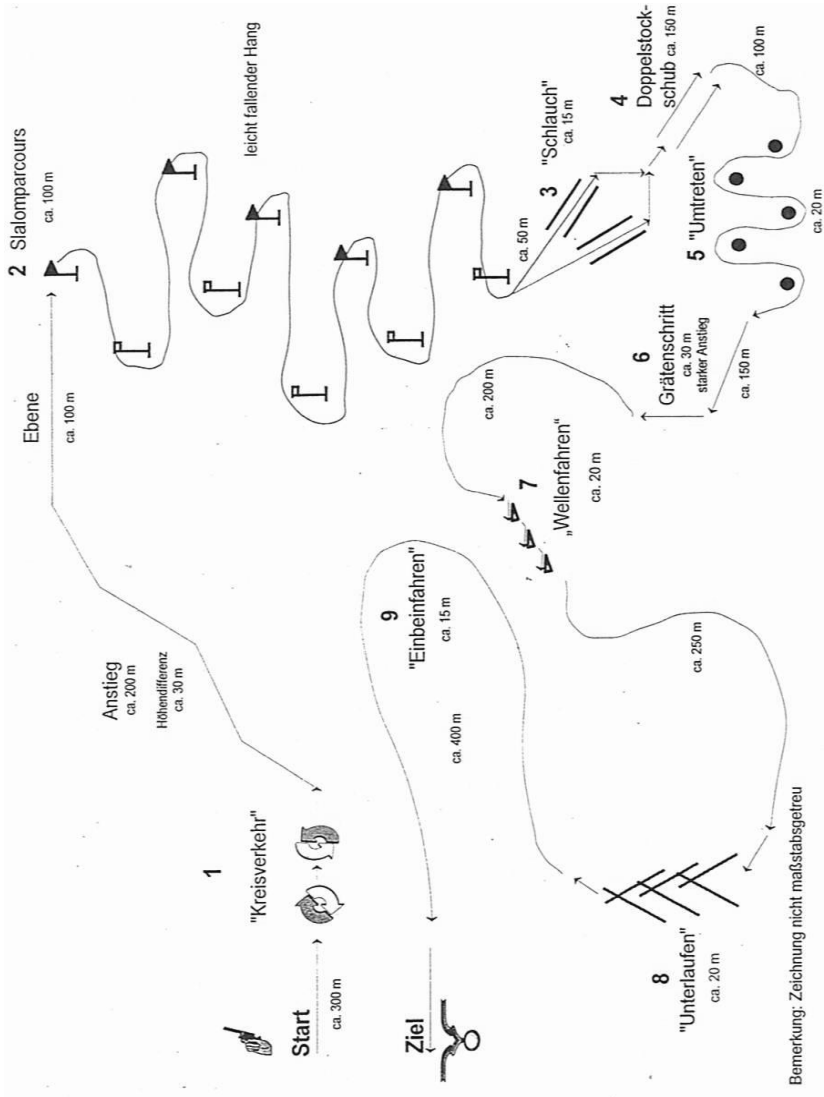 Start
ca. 300 m
1
"Kreisverkehr"
Anstieg
ca. 200 m
Höhendifferenz
ca. 30 m
Ebene
ca. 100 m
2 Slalomparcours
ca. 100 m
leicht fallender Hang
ca. 50 m
3 "Schlauch"
ca. 15 m
4
Doppelstock-
schub ca. 150 m
ca. 100 m
5 "Umtreten"
ca. 20 m
ca. 150 m
6
Grätenschritt
ca. 30 m
starker Anstieg
ca. 200 m
7
„Wellenfahren“
ca. 20 m
ca. 250 m
8
"Unterlaufen"
ca. 20 m
9
"Einbeinfahren"
ca. 15 m
ca. 400 m
Ziel
Bemerkung: Zeichnung nicht maßstabsgetreu